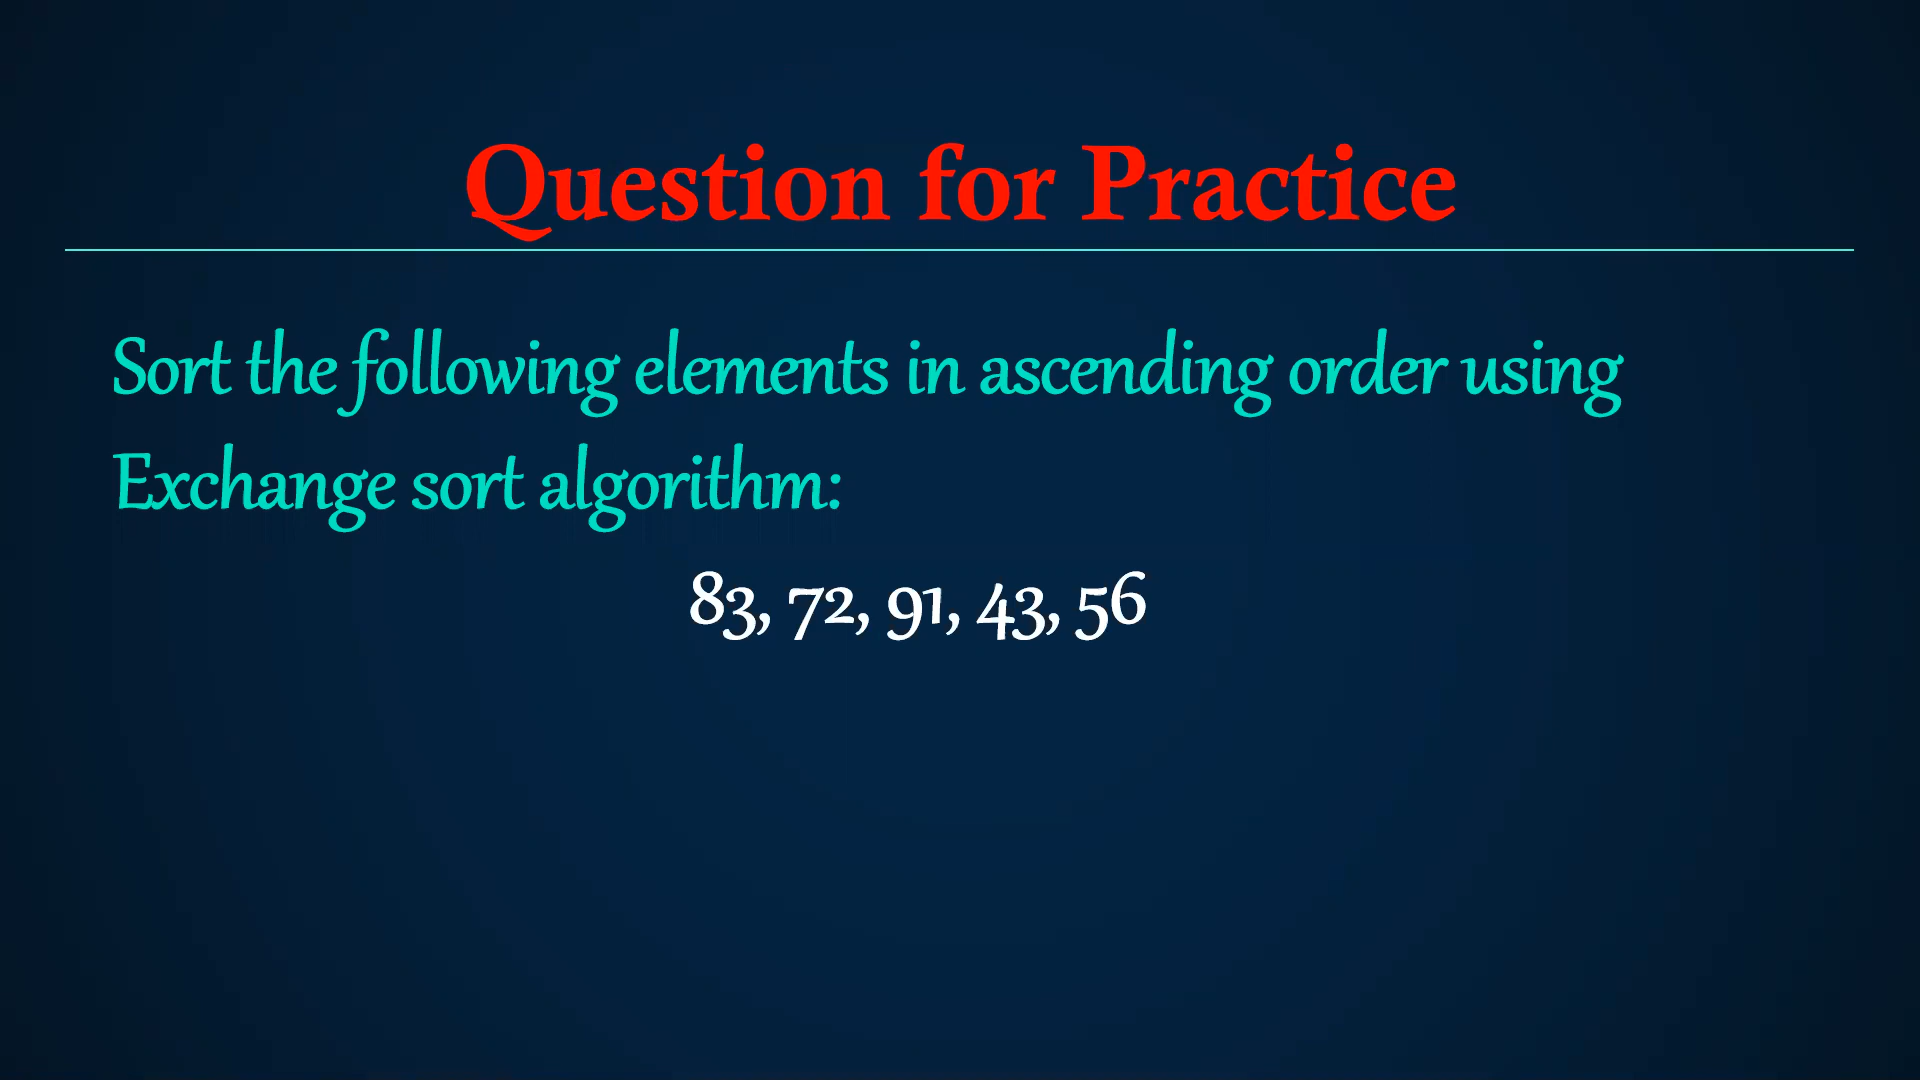 Question for Practice
Sort the following elements in ascending order using
Exchange sort algorithm:
83, 72, 91, 43, 56